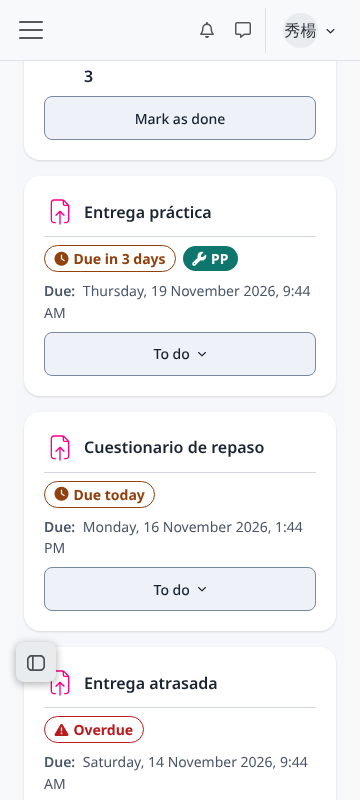 秀楊
3
Mark as done
Entrega práctica
Due in 3 days
PP
Due: Thursday, 19 November 2026, 9:44
AM
To do
Cuestionario de repaso
Due today
Due: Monday, 16 November 2026, 1:44
PM
To do
Entrega atrasada
Overdue
Due: Saturday, 14 November 2026, 9:44
AM